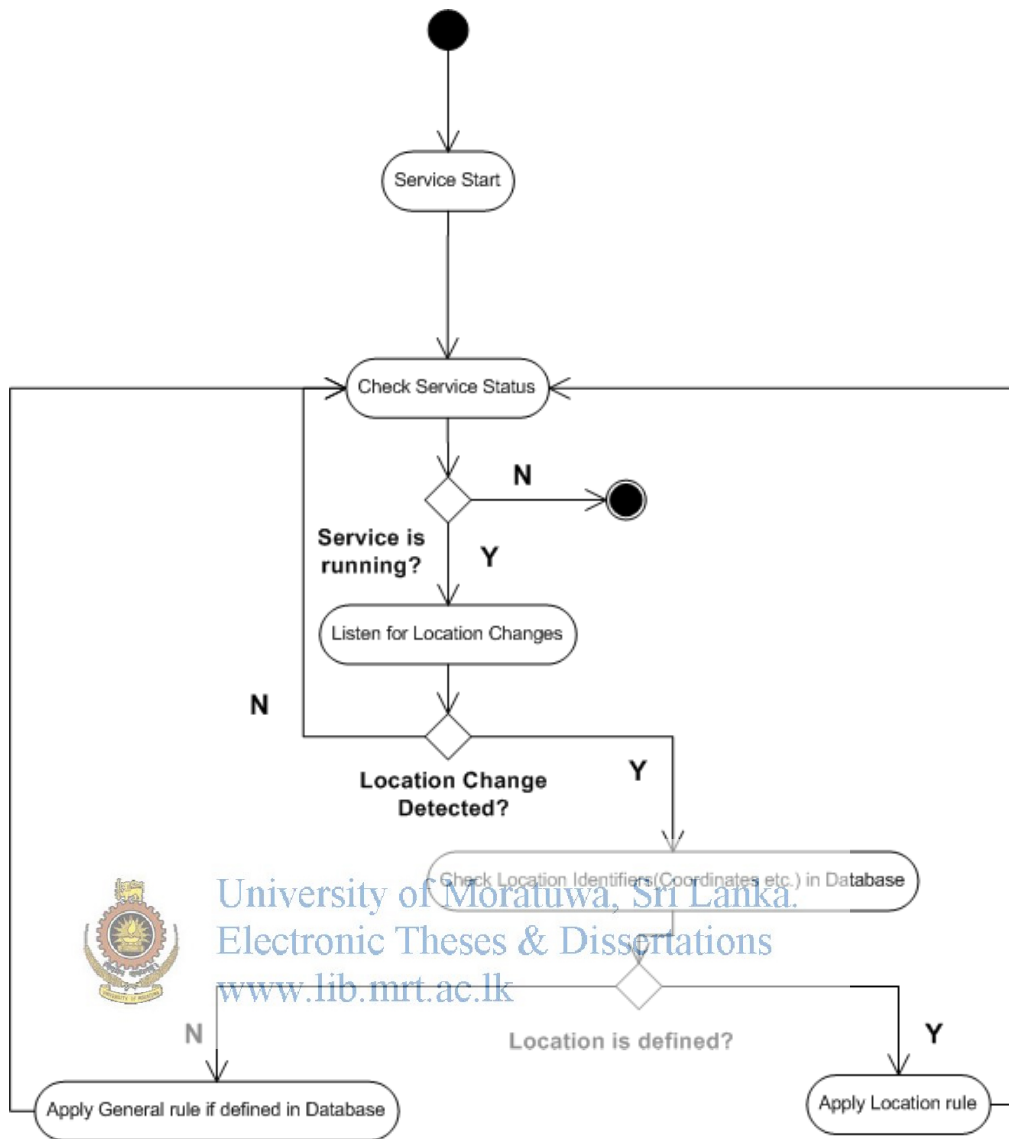 Service Start
Check Service Status
N
Service is
running?
Y
Listen for Location Changes
N
Y
Location Change
Detected?
Check Location Identifiers(Coordinates etc.) in Database
University of Moratuwa, Sri Lanka.
Electronic Theses & Dissertations
www.lib.mrt.ac.lk
N
Location is defined?
Y
Apply General rule if defined in Database
Apply Location rule